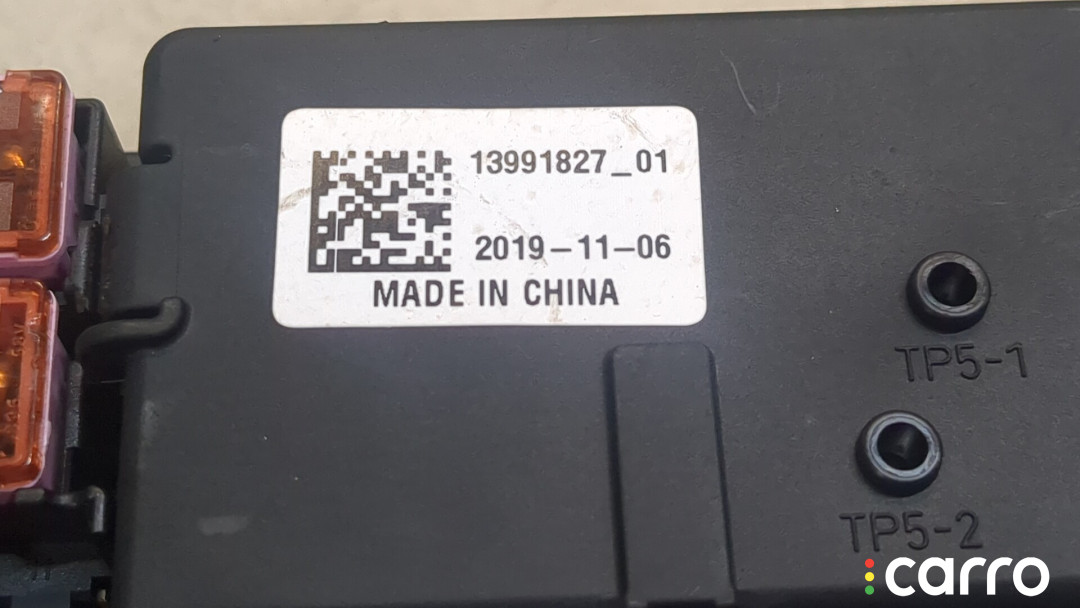 13991827_01
2019-11-06
MADE IN CHINA
TP5-1
TP5-2
carro